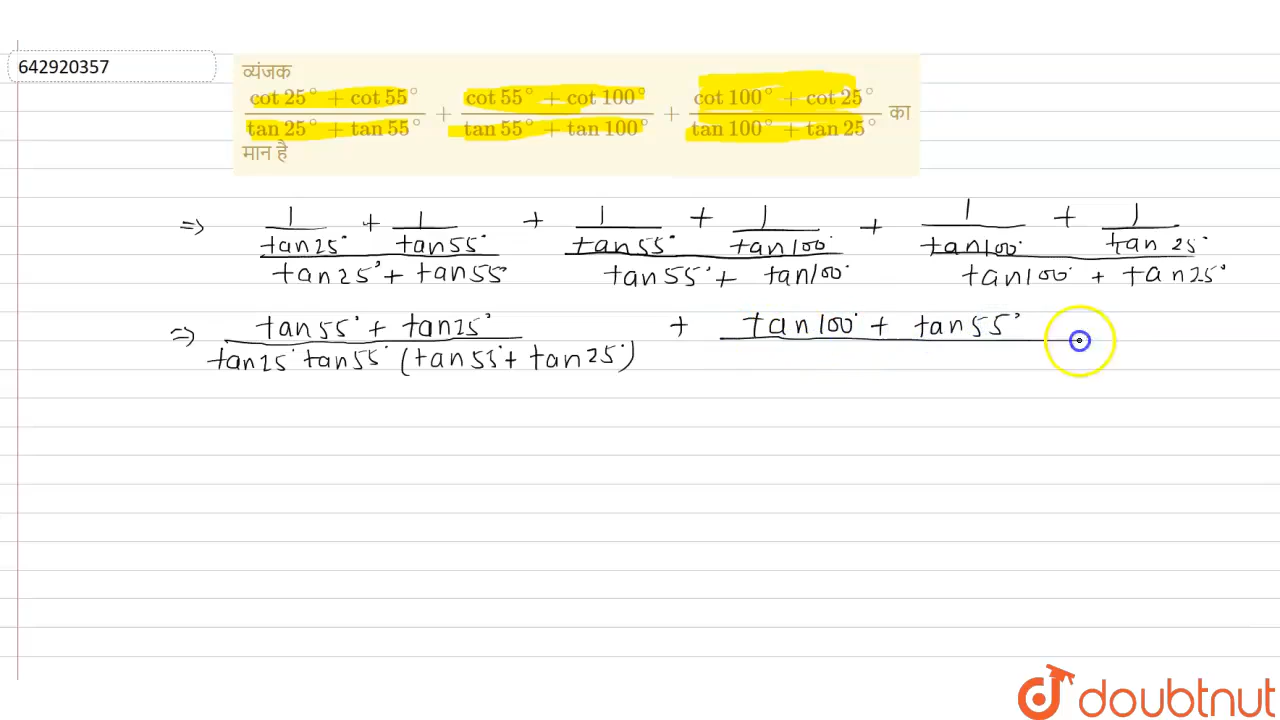 642920357
व्यंजक
cot 25° + cot 55° / tan 25° + tan 55° + cot 55° + cot 100° / tan 55° + tan 100° + cot 100° + cot 25° / tan 100° + tan 25° का
मान है
⇒ 1/tan25° + 1/tan55° / tan25° + tan55° + 1/tan55° + 1/tan100° / tan55° + tan100° + 1/tan100° + 1/tan25° / tan100° + tan25°
⇒ tan55° + tan25° / tan25° tan55° (tan55° + tan25°) + tan100° + tan55°
doubtnut